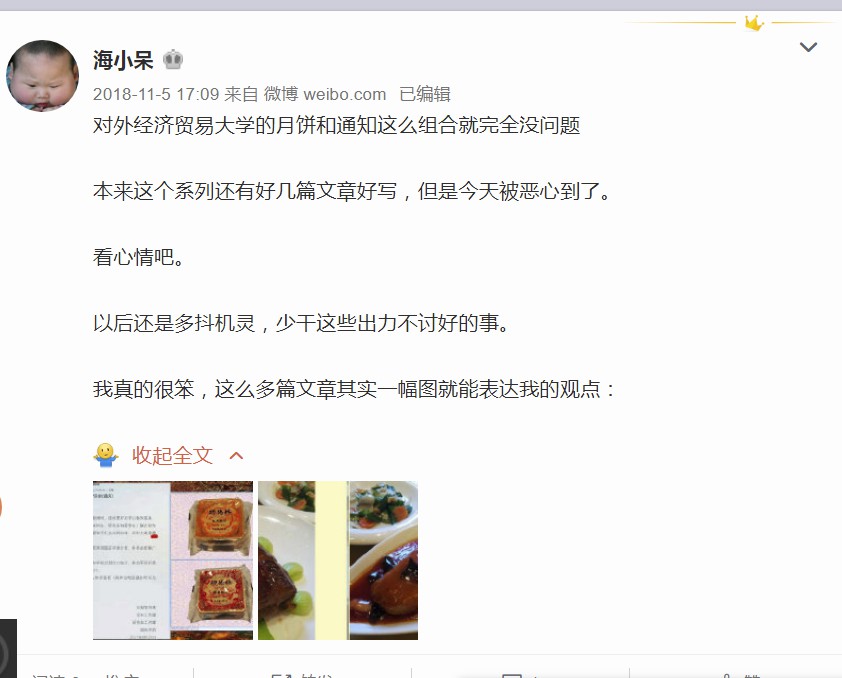 海小呆
2018-11-5 17:09 来自 微博 weibo.com 已编辑
对外经济贸易大学的月饼和通知这么组合就完全没问题
本来这个系列还有好几篇文章好写，但是今天被恶心到了。
看心情吧。
以后还是多抖机灵，少干这些出力不讨好的事。
我真的很笨，这么多篇文章其实一幅图就能表达我的观点：
收起全文